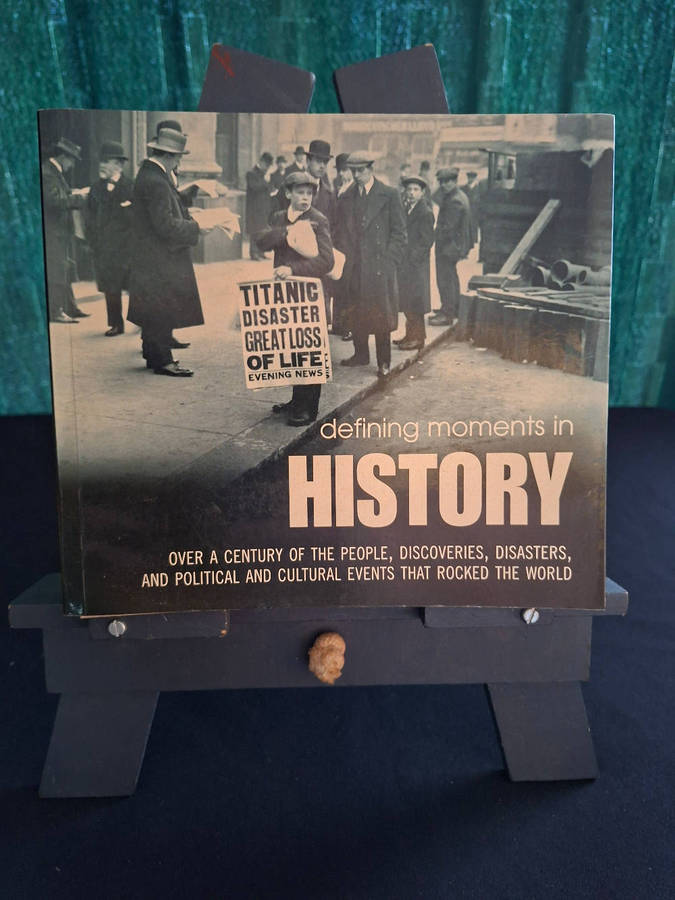 TITANIC
DISASTER
GREAT LOSS
OF LIFE
EVENING NEWS
defining moments in
HISTORY
OVER A CENTURY OF THE PEOPLE, DISCOVERIES, DISASTERS,
AND POLITICAL AND CULTURAL EVENTS THAT ROCKED THE WORLD